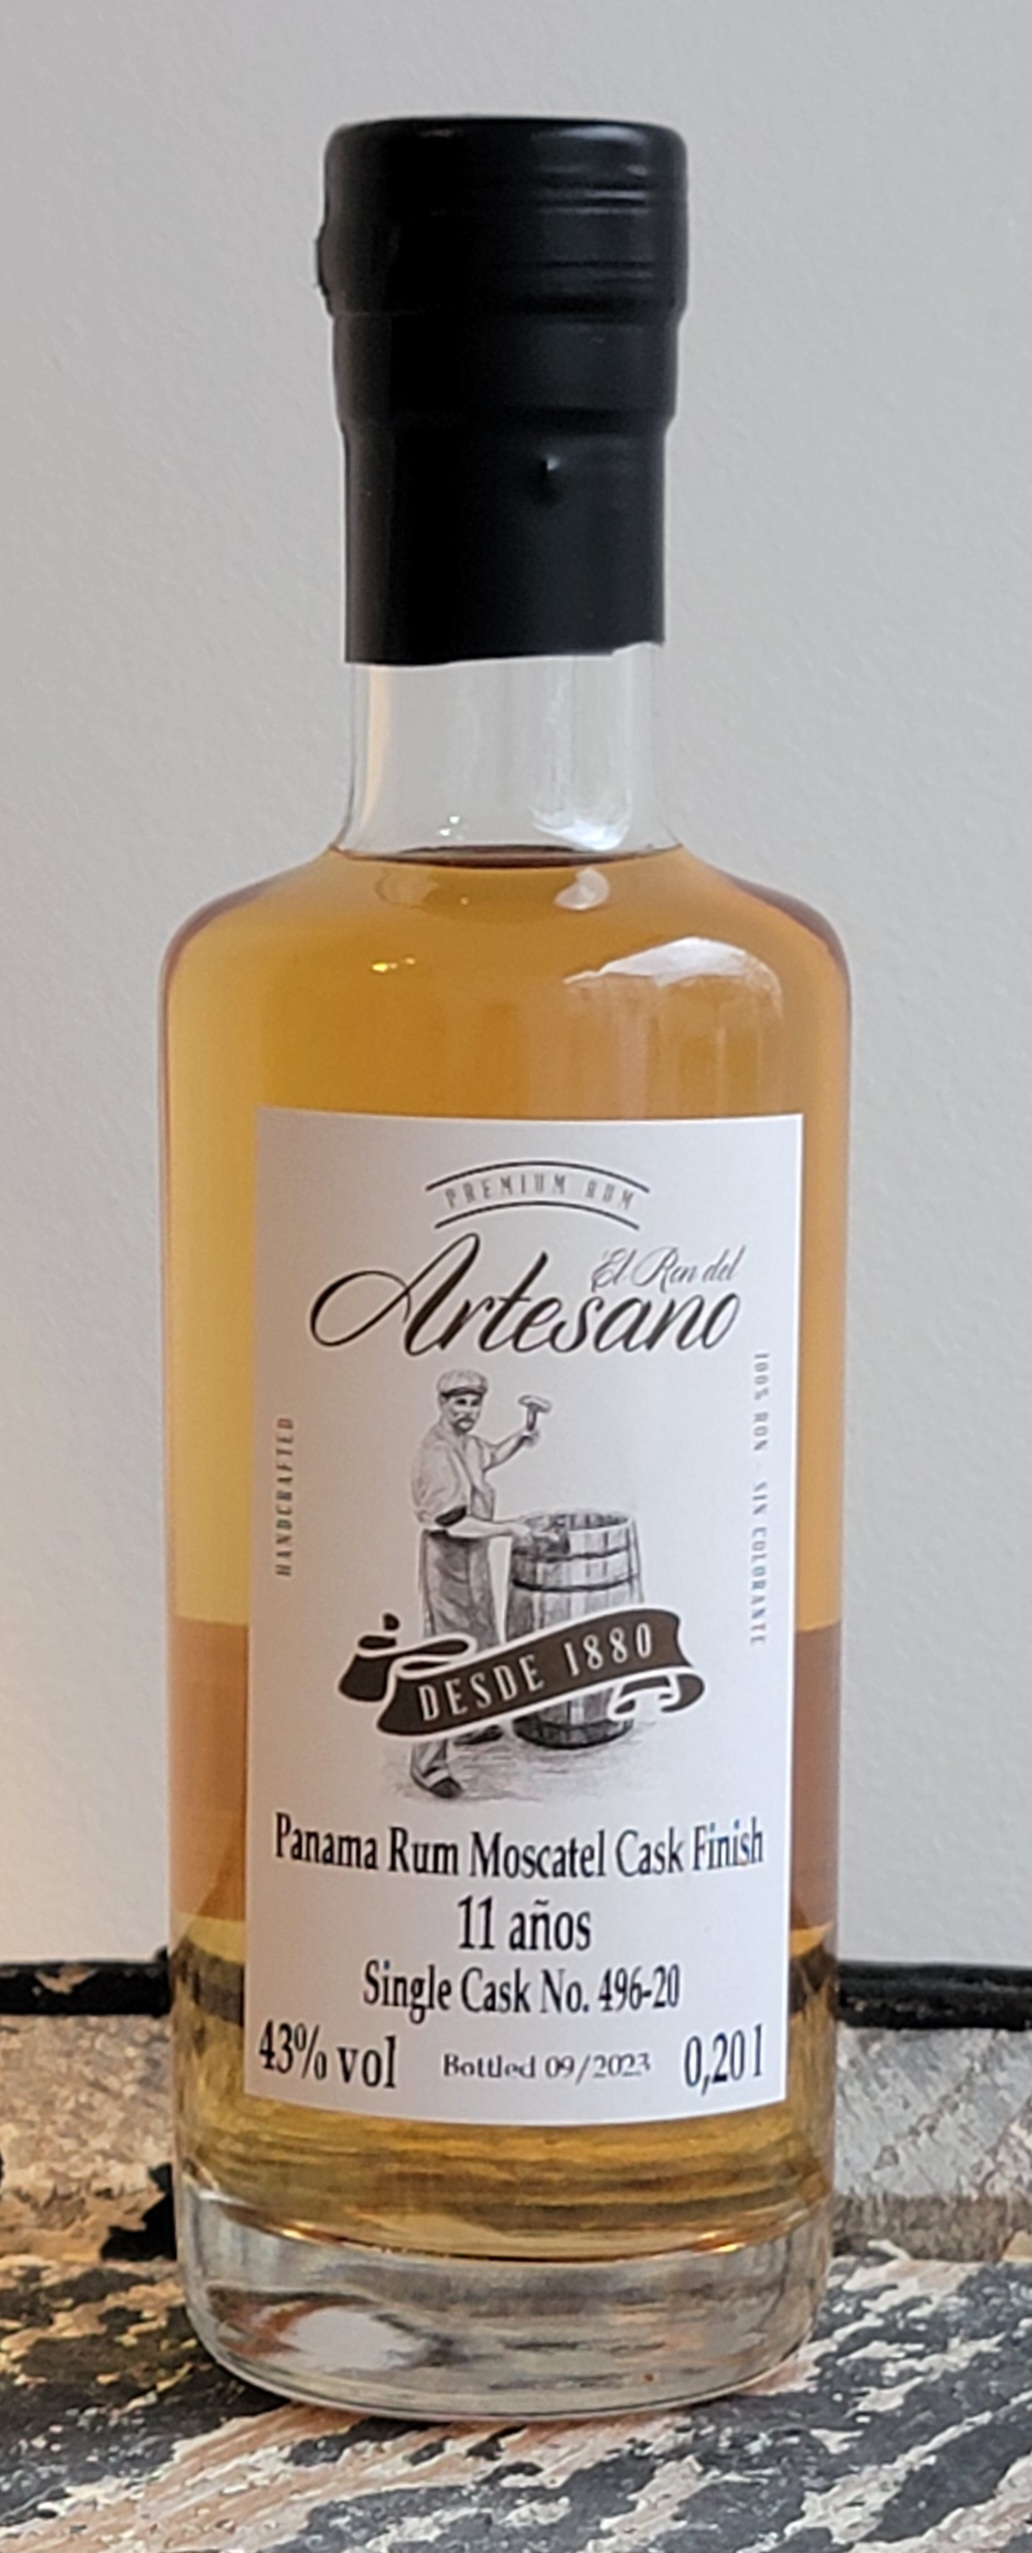 PREMIUM RUM
El Ron del
Artesano
HANDCRAFTED
100% RON - SIN COLORANTE
DESDE 1880
Panama Rum Moscatel Cask Finish
11 años
Single Cask No. 496-20
43% vol Bottled 09/2023 0,20 l